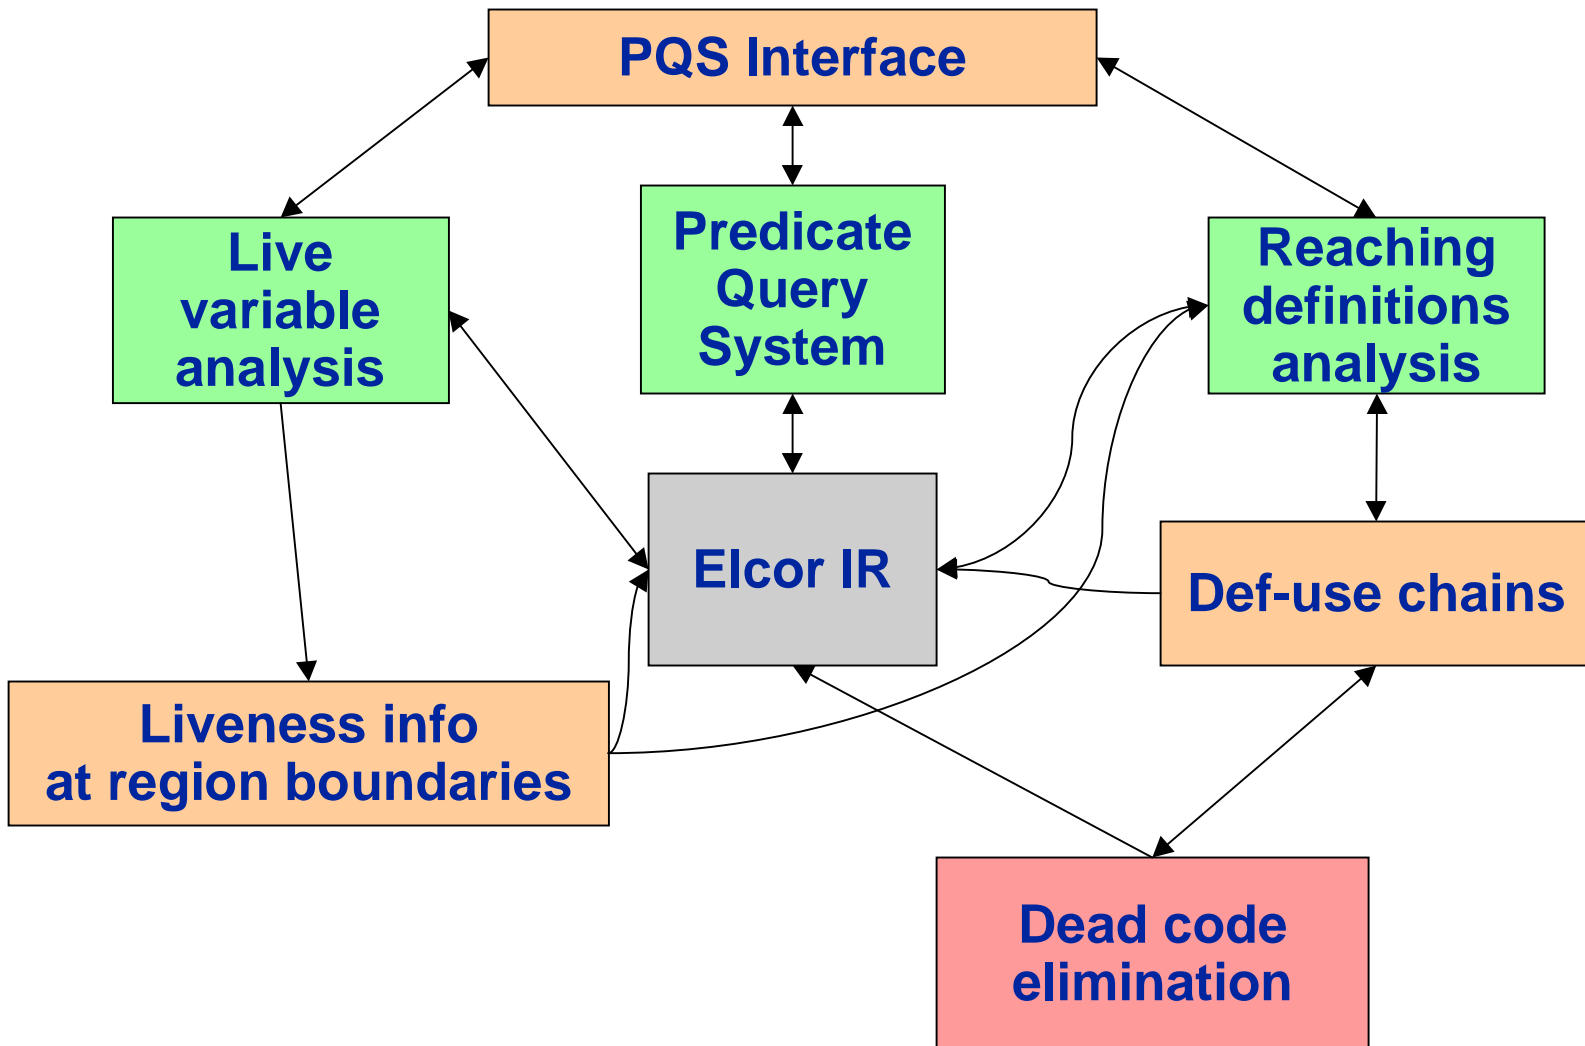 PQS Interface
Live
variable
analysis
Predicate
Query
System
Reaching
definitions
analysis
Elcor IR
Def-use chains
Liveness info
at region boundaries
Dead code
elimination